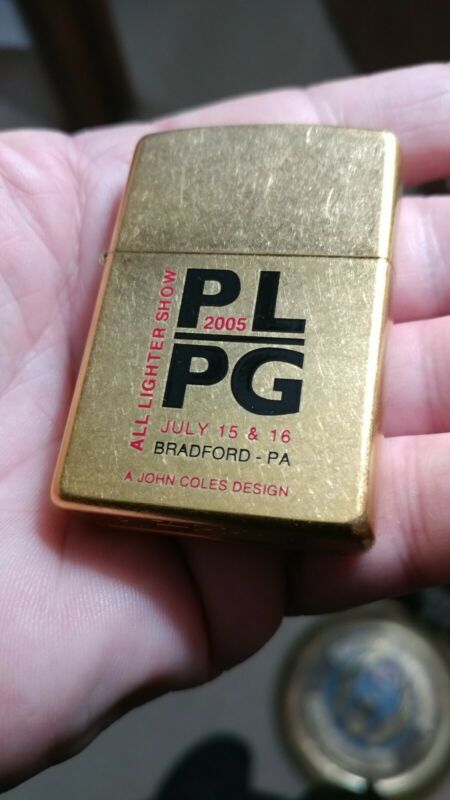 ALL LIGHTER SHOW
PL
2005
PG
JULY 15 & 16
BRADFORD - PA
A JOHN COLES DESIGN